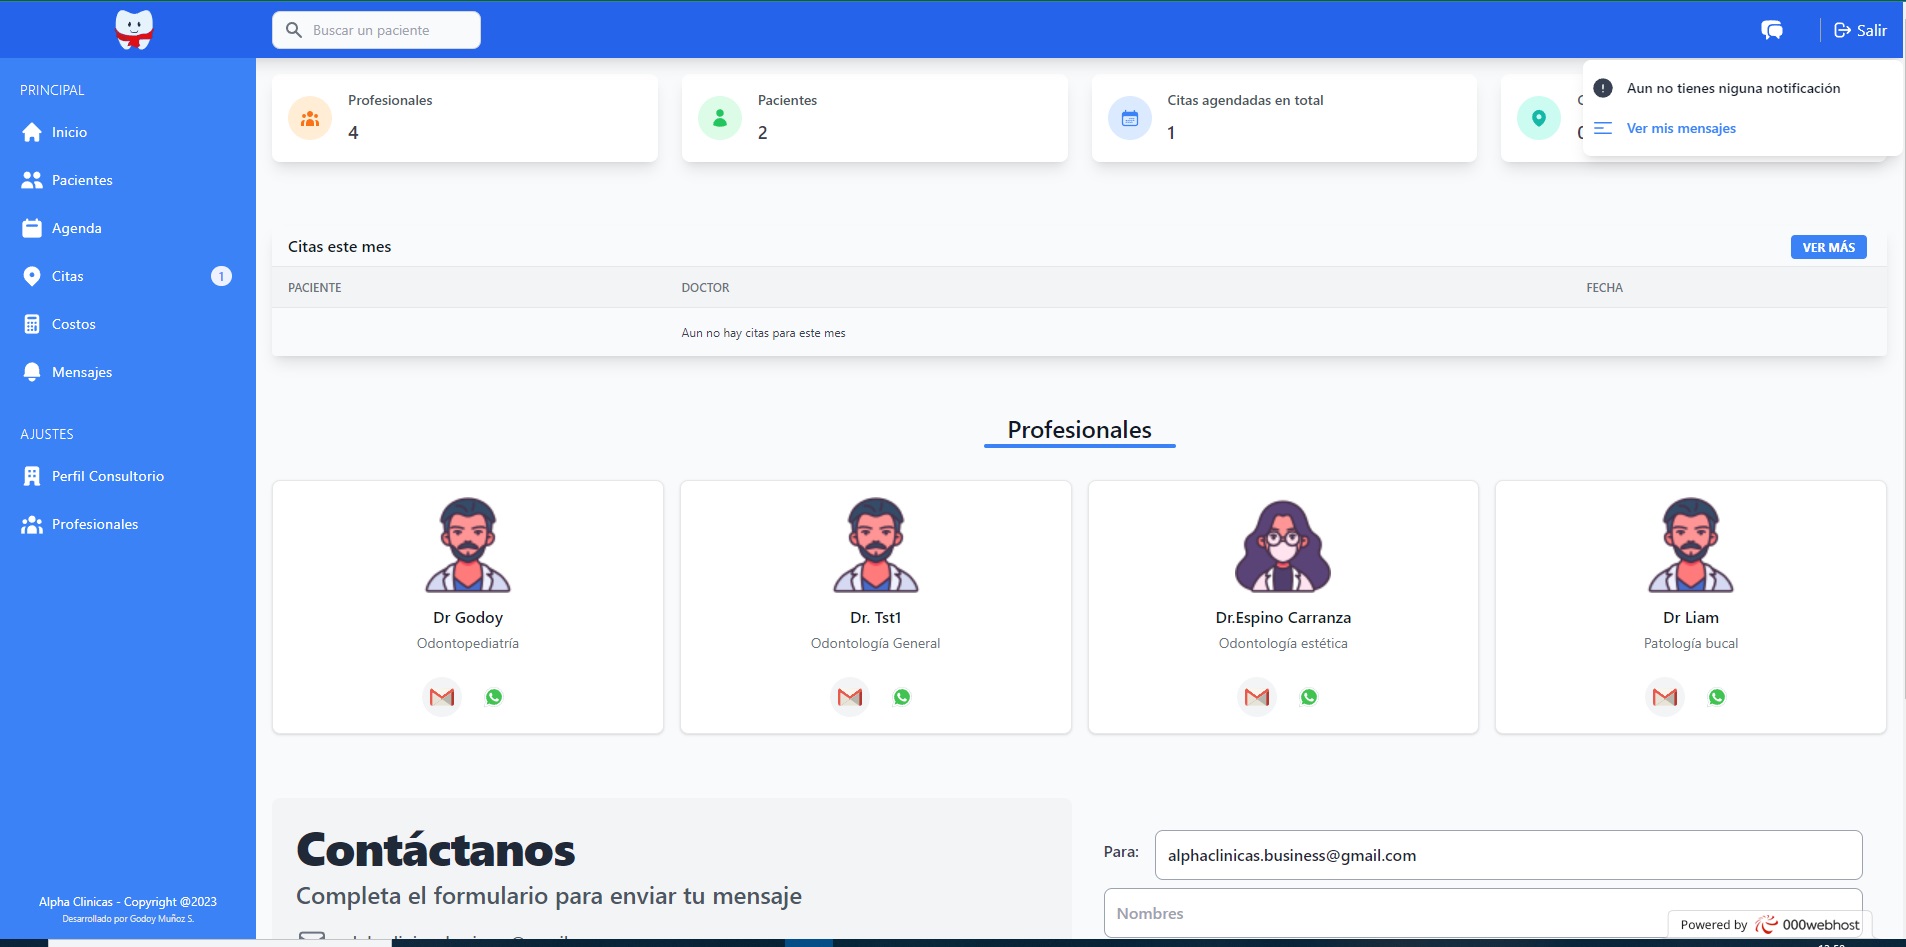 Buscar un paciente
Salir
PRINCIPAL
Inicio
Pacientes
Agenda
Citas 1
Costos
Mensajes
AJUSTES
Perfil Consultorio
Profesionales
Alpha Clinicas - Copyright @2023
Desarrollado por Godoy Muñoz S.
Profesionales
4
Pacientes
2
Citas agendadas en total
1
Aun no tienes niguna notificación
Ver mis mensajes
Citas este mes
VER MÁS
PACIENTE DOCTOR FECHA
Aun no hay citas para este mes
Profesionales
Dr Godoy
Odontopediatría
Dr. Tst1
Odontología General
Dr.Espino Carranza
Odontología estética
Dr Liam
Patología bucal
Contáctanos
Completa el formulario para enviar tu mensaje
Para: alphaclinicas.business@gmail.com
Nombres
Powered by 000webhost